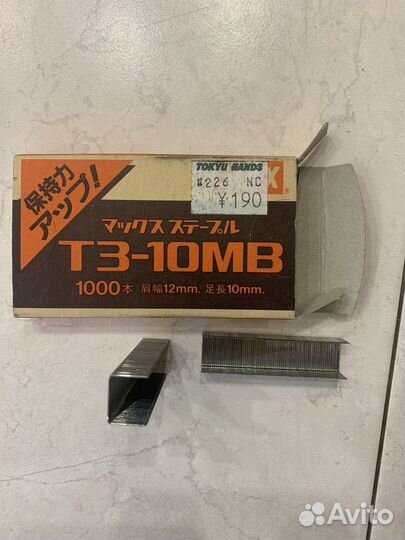 保持力
アップ!
TOKYU HANDS
#226 NC
¥190
X®
マックス ステープル
T3-10MB
1000本 肩幅12mm. 足長10mm.
Avito